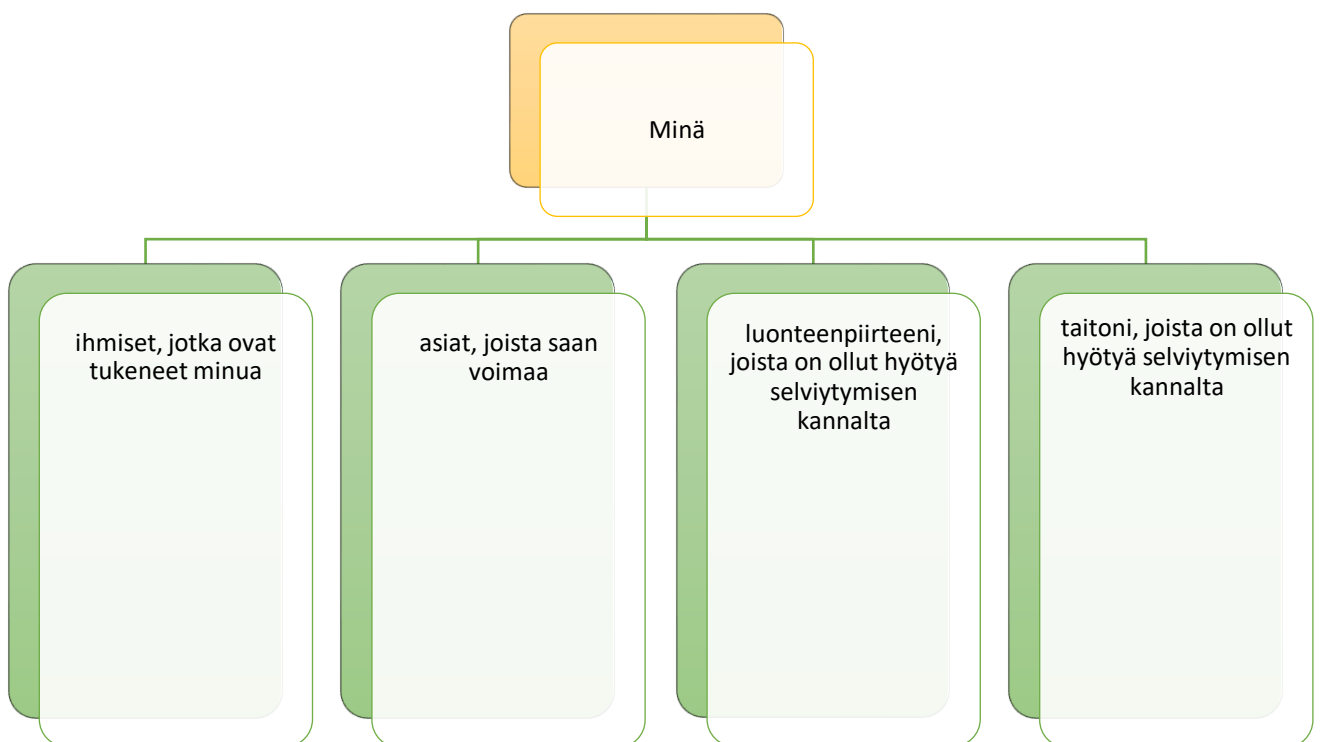 Minä
ihmiset, jotka ovat
tukeneet minua
asiat, joista saan
voimaa
luonteenpiirteeni,
joista on ollut hyötyä
selviytymisen
kannalta
taitoni, joista on ollut
hyötyä selviytymisen
kannalta